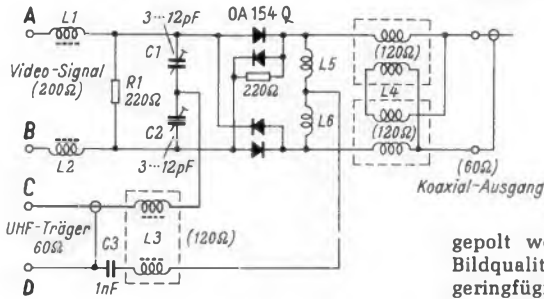 A
L1
3···12pF
OA 154 Q
C1
L5
(120Ω)
Video-Signal
(200Ω)
R1
220Ω
220Ω
L4
C2
L6
(120Ω)
B
L2
3···12pF
(60Ω)
Koaxial-Ausgang
C
UHF-Träger
60Ω
C3
L3
(120Ω)
D
1nF
gepolt we
Bildqualit
geringfüg